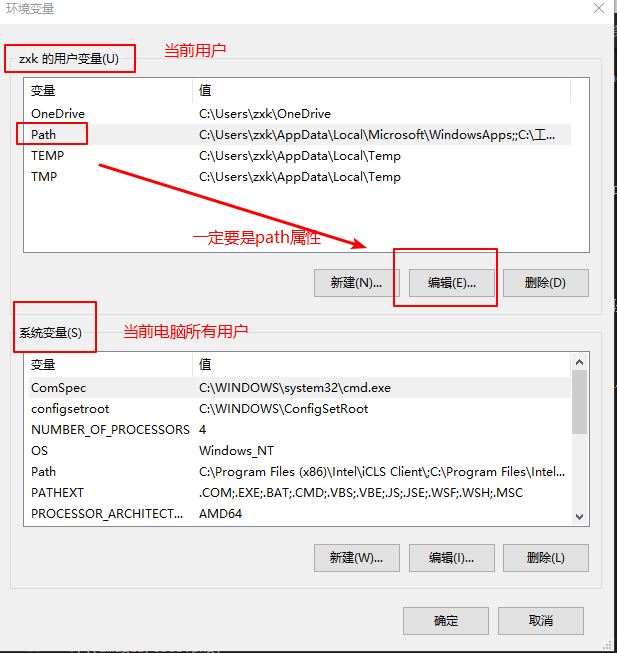 环境变量
zxk 的用户变量(U)
当前用户
变量 值
OneDrive C:\Users\zxk\OneDrive
Path C:\Users\zxk\AppData\Local\Microsoft\WindowsApps;;C:\工...
TEMP C:\Users\zxk\AppData\Local\Temp
TMP C:\Users\zxk\AppData\Local\Temp
一定要是path属性
新建(N)... 编辑(E)... 删除(D)
系统变量(S)
当前电脑所有用户
变量 值
ComSpec C:\WINDOWS\system32\cmd.exe
configsetroot C:\WINDOWS\ConfigSetRoot
NUMBER_OF_PROCESSORS 4
OS Windows_NT
Path C:\Program Files (x86)\Intel\iCLS Client\;C:\Program Files\Intel...
PATHEXT .COM;.EXE;.BAT;.CMD;.VBS;.VBE;.JS;.JSE;.WSF;.WSH;.MSC
PROCESSOR_ARCHITECT... AMD64
新建(W)... 编辑(I)... 删除(L)
确定 取消